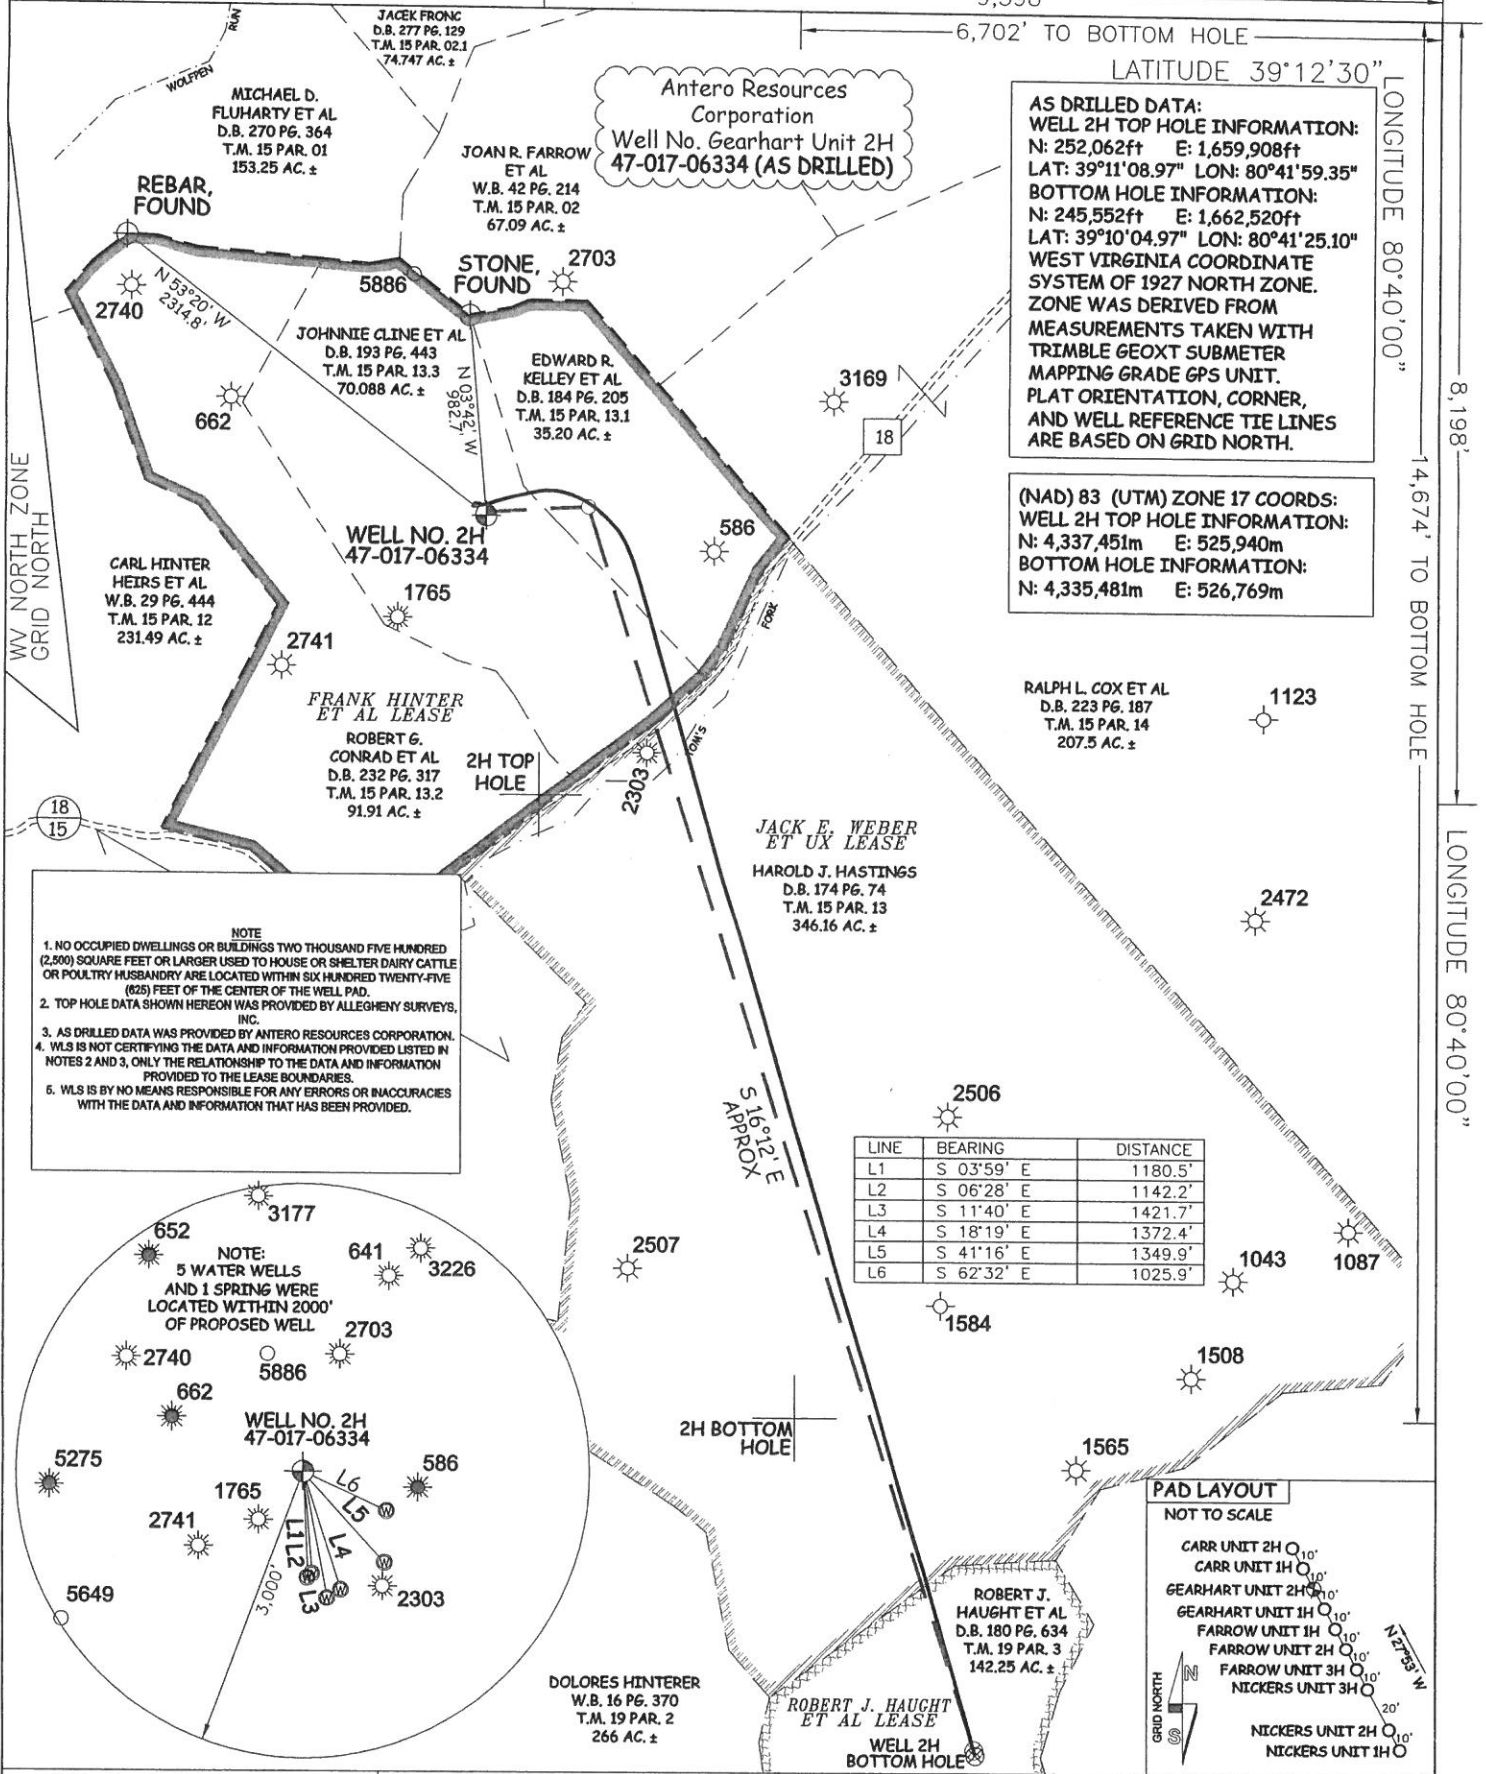 6,702' TO BOTTOM HOLE
LATITUDE 39°12'30"
LONGITUDE 80°40'00"
8,198'
14,674' TO BOTTOM HOLE
LONGITUDE 80°40'00"
JACEK FRONC
D.B. 277 PG. 129
T.M. 15 PAR. 02.1
74.747 AC. ±
RUN
WOLFPEN
MICHAEL D.
FLUHARTY ET AL
D.B. 270 PG. 364
T.M. 15 PAR. 01
153.25 AC. ±
Antero Resources
Corporation
Well No. Gearhart Unit 2H
47-017-06334 (AS DRILLED)
JOAN R. FARROW
ET AL
W.B. 42 PG. 214
T.M. 15 PAR. 02
67.09 AC. ±
AS DRILLED DATA:
WELL 2H TOP HOLE INFORMATION:
N: 252,062ft E: 1,659,908ft
LAT: 39°11'08.97" LON: 80°41'59.35"
BOTTOM HOLE INFORMATION:
N: 245,552ft E: 1,662,520ft
LAT: 39°10'04.97" LON: 80°41'25.10"
WEST VIRGINIA COORDINATE
SYSTEM OF 1927 NORTH ZONE.
ZONE WAS DERIVED FROM
MEASUREMENTS TAKEN WITH
TRIMBLE GEOXT SUBMETER
MAPPING GRADE GPS UNIT.
PLAT ORIENTATION, CORNER,
AND WELL REFERENCE TIE LINES
ARE BASED ON GRID NORTH.
(NAD) 83 (UTM) ZONE 17 COORDS:
WELL 2H TOP HOLE INFORMATION:
N: 4,337,451m E: 525,940m
BOTTOM HOLE INFORMATION:
N: 4,335,481m E: 526,769m
REBAR,
FOUND
2740
N 53°20' W
2314.8'
5886
STONE,
FOUND
2703
JOHNNIE CLINE ET AL
D.B. 193 PG. 443
T.M. 15 PAR. 13.3
70.088 AC. ±
N 03°42' W
982.7'
EDWARD R.
KELLEY ET AL
D.B. 184 PG. 205
T.M. 15 PAR. 13.1
35.20 AC. ±
3169
18
662
WV NORTH ZONE
GRID NORTH
WELL NO. 2H
47-017-06334
586
CARL HINTER
HEIRS ET AL
W.B. 29 PG. 444
T.M. 15 PAR. 12
231.49 AC. ±
1765
2741
FORK
TOM'S
FRANK HINTER
ET AL LEASE
ROBERT G.
CONRAD ET AL
D.B. 232 PG. 317
T.M. 15 PAR. 13.2
91.91 AC. ±
2H TOP
HOLE
2303
RALPH L. COX ET AL
D.B. 223 PG. 187
T.M. 15 PAR. 14
207.5 AC. ±
1123
18
15
JACK E. WEBER
ET UX LEASE
HAROLD J. HASTINGS
D.B. 174 PG. 74
T.M. 15 PAR. 13
346.16 AC. ±
2472
NOTE
1. NO OCCUPIED DWELLINGS OR BUILDINGS TWO THOUSAND FIVE HUNDRED
(2,500) SQUARE FEET OR LARGER USED TO HOUSE OR SHELTER DAIRY CATTLE
OR POULTRY HUSBANDRY ARE LOCATED WITHIN SIX HUNDRED TWENTY-FIVE
(625) FEET OF THE CENTER OF THE WELL PAD.
2. TOP HOLE DATA SHOWN HEREON WAS PROVIDED BY ALLEGHENY SURVEYS,
INC.
3. AS DRILLED DATA WAS PROVIDED BY ANTERO RESOURCES CORPORATION.
4. WLS IS NOT CERTIFYING THE DATA AND INFORMATION PROVIDED LISTED IN
NOTES 2 AND 3, ONLY THE RELATIONSHIP TO THE DATA AND INFORMATION
PROVIDED TO THE LEASE BOUNDARIES.
5. WLS IS BY NO MEANS RESPONSIBLE FOR ANY ERRORS OR INACCURACIES
WITH THE DATA AND INFORMATION THAT HAS BEEN PROVIDED.
S 16°12' E
APPROX
2506
LINE BEARING DISTANCE
L1 S 03°59' E 1180.5'
L2 S 06°28' E 1142.2'
L3 S 11°40' E 1421.7'
L4 S 18°19' E 1372.4'
L5 S 41°16' E 1349.9'
L6 S 62°32' E 1025.9'
2507
1584
1043
1087
1508
1565
2H BOTTOM
HOLE
3177
652
641
3226
NOTE:
5 WATER WELLS
AND 1 SPRING WERE
LOCATED WITHIN 2000'
OF PROPOSED WELL
2740
5886
2703
662
WELL NO. 2H
47-017-06334
5275
586
1765
2741
L6
L5
L4
L1
L2
L3
W
W
W
W
W
W
2303
5649
3,000'
DOLORES HINTERER
W.B. 16 PG. 370
T.M. 19 PAR. 2
266 AC. ±
ROBERT J.
HAUGHT ET AL
D.B. 180 PG. 634
T.M. 19 PAR. 3
142.25 AC. ±
ROBERT J. HAUGHT
ET AL LEASE
WELL 2H
BOTTOM HOLE
PAD LAYOUT
NOT TO SCALE
CARR UNIT 2H
10'
CARR UNIT 1H
10'
GEARHART UNIT 2H
10'
GEARHART UNIT 1H
10'
FARROW UNIT 1H
10'
FARROW UNIT 2H
10'
FARROW UNIT 3H
10'
NICKERS UNIT 3H
20'
NICKERS UNIT 2H
10'
NICKERS UNIT 1H
N 27°53' W
GRID NORTH
N
S